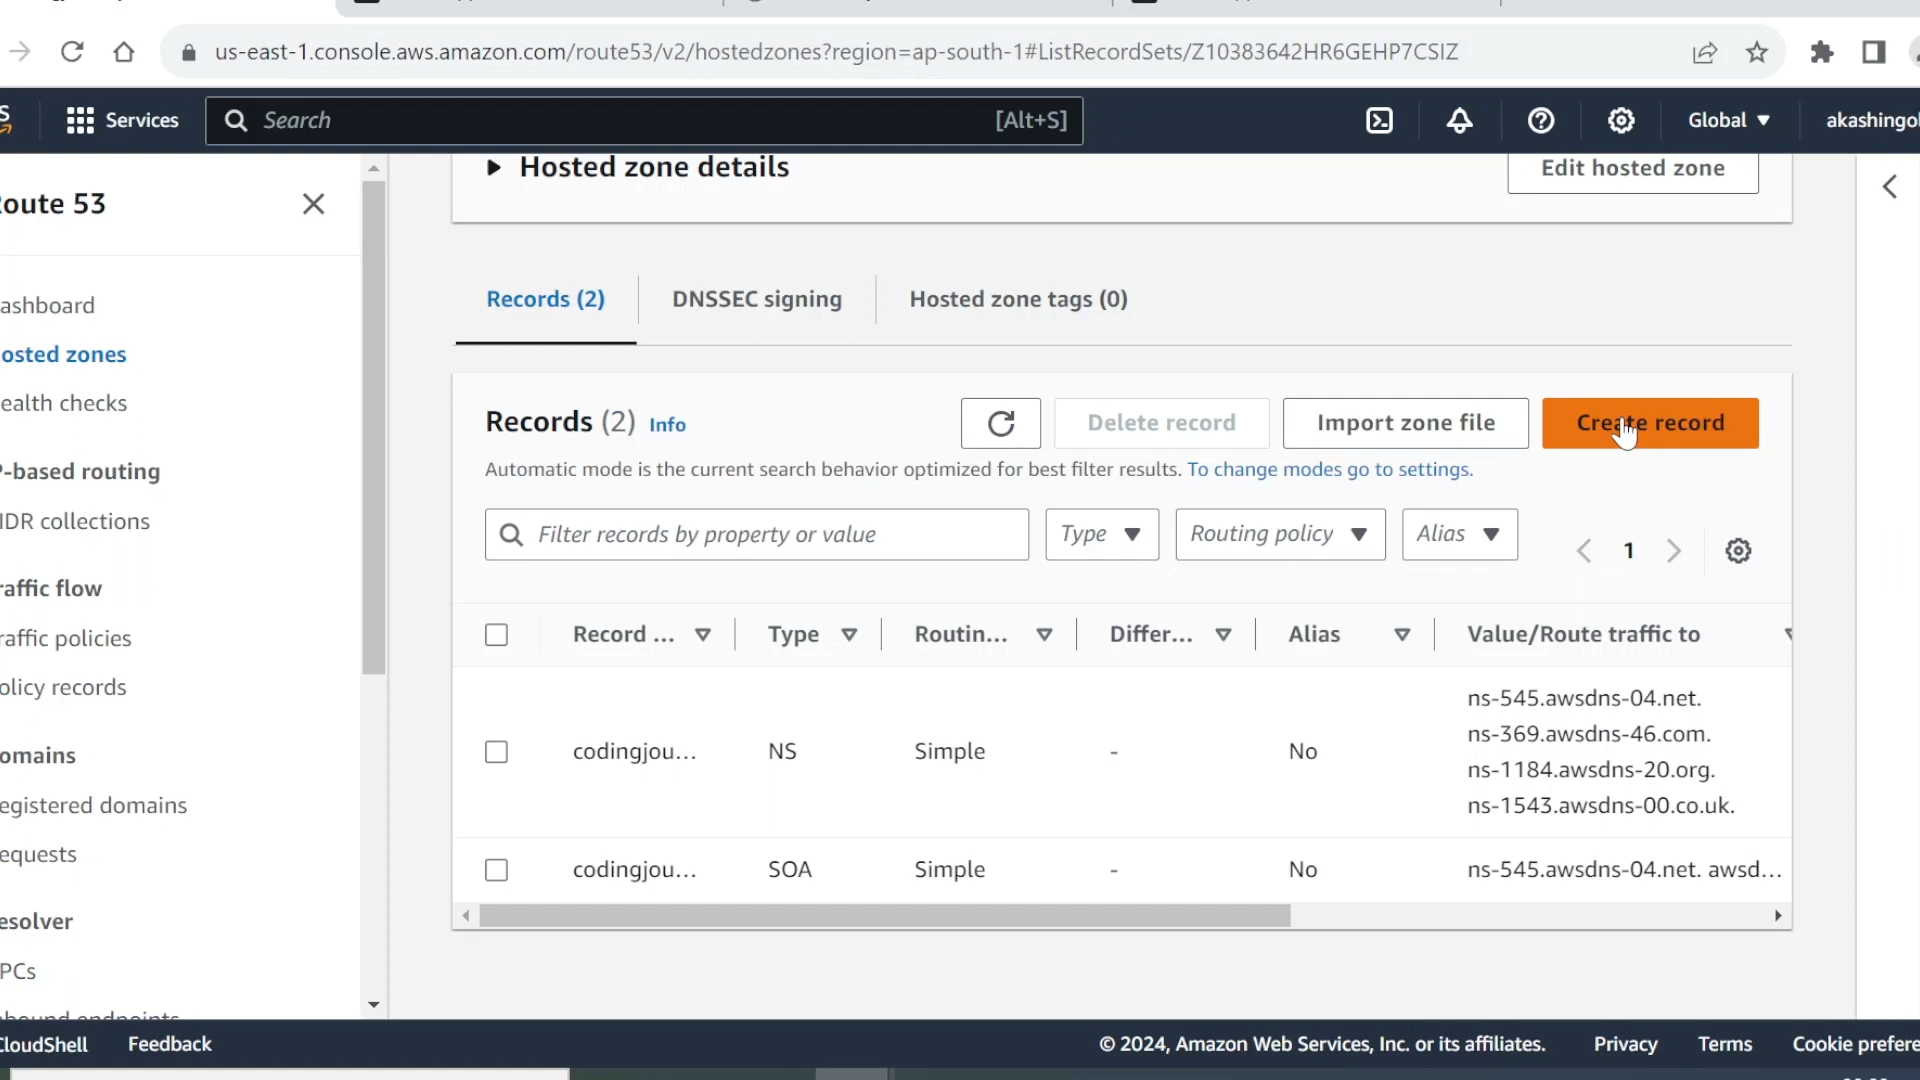 us-east-1.console.aws.amazon.com/route53/v2/hostedzones?region=ap-south-1#ListRecordSets/Z10383642HR6GEHP7CSIZ
Services
Search
[Alt+S]
Global
akashingol
oute 53
ashboard
osted zones
ealth checks
P-based routing
IDR collections
raffic flow
raffic policies
olicy records
omains
egistered domains
equests
esolver
PCs
Hosted zone details
Edit hosted zone
Records (2)
DNSSEC signing
Hosted zone tags (0)
Records (2) Info
Delete record
Import zone file
Create record
Automatic mode is the current search behavior optimized for best filter results. To change modes go to settings.
Filter records by property or value
Type
Routing policy
Alias
1
Record ...
Type
Routin...
Differ...
Alias
Value/Route traffic to
codingjou...
NS
Simple
-
No
ns-545.awsdns-04.net.
ns-369.awsdns-46.com.
ns-1184.awsdns-20.org.
ns-1543.awsdns-00.co.uk.
codingjou...
SOA
Simple
-
No
ns-545.awsdns-04.net. awsd...
CloudShell
Feedback
© 2024, Amazon Web Services, Inc. or its affiliates.
Privacy
Terms
Cookie prefere